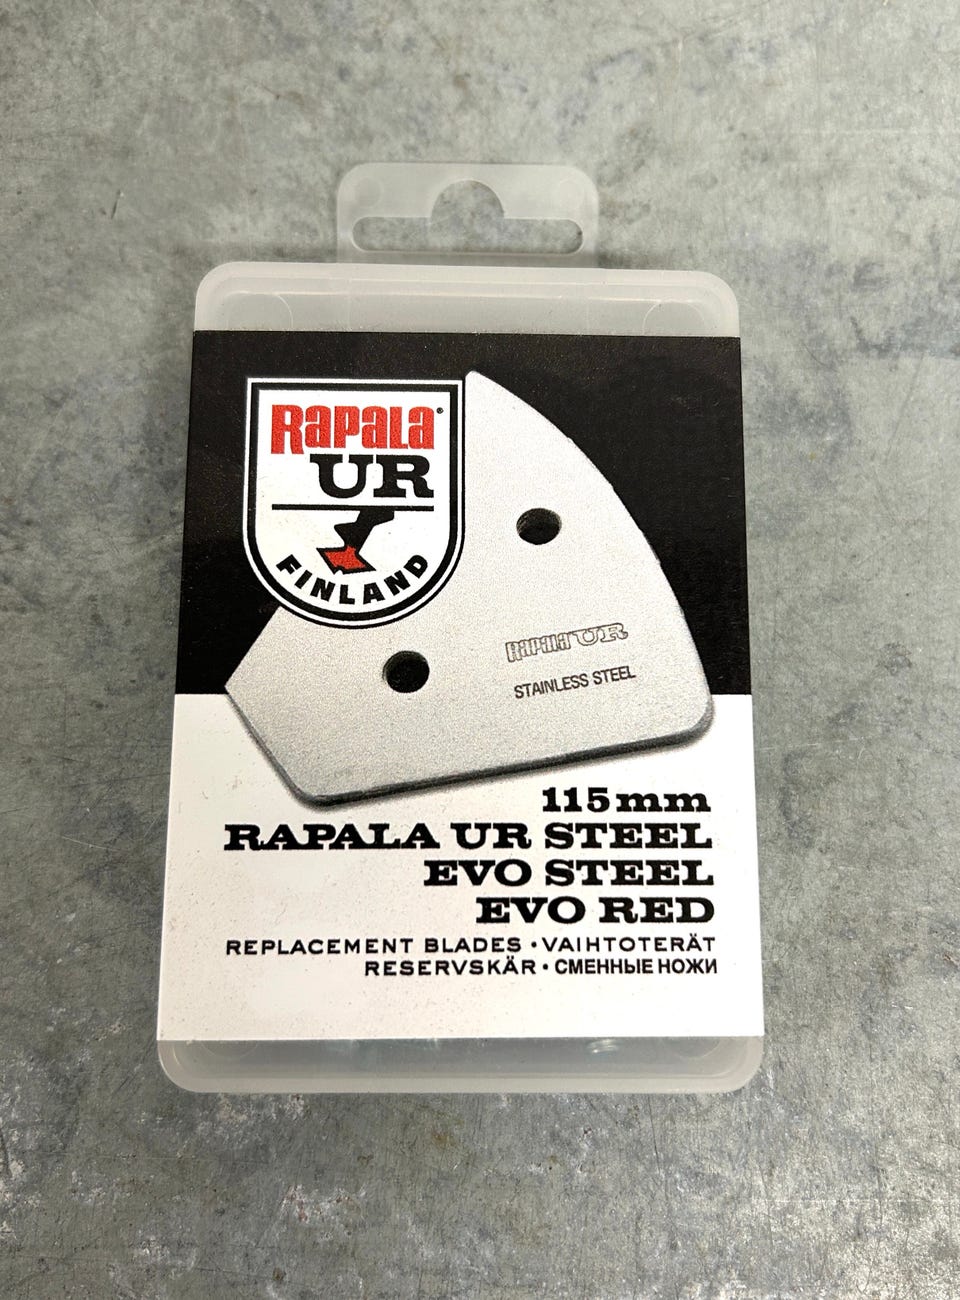 Rapala®
UR
FINLAND
Rapala UR
STAINLESS STEEL
115mm
RAPALA UR STEEL
EVO STEEL
EVO RED
REPLACEMENT BLADES • VAIHTOTERÄT
RESERVSKÄR • СМЕННЫЕ НОЖИ